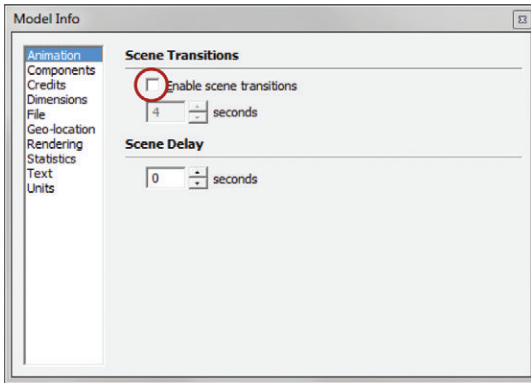 Model Info
Animation
Components
Credits
Dimensions
File
Geo-location
Rendering
Statistics
Text
Units
Scene Transitions
Enable scene transitions
4 seconds
Scene Delay
0 seconds